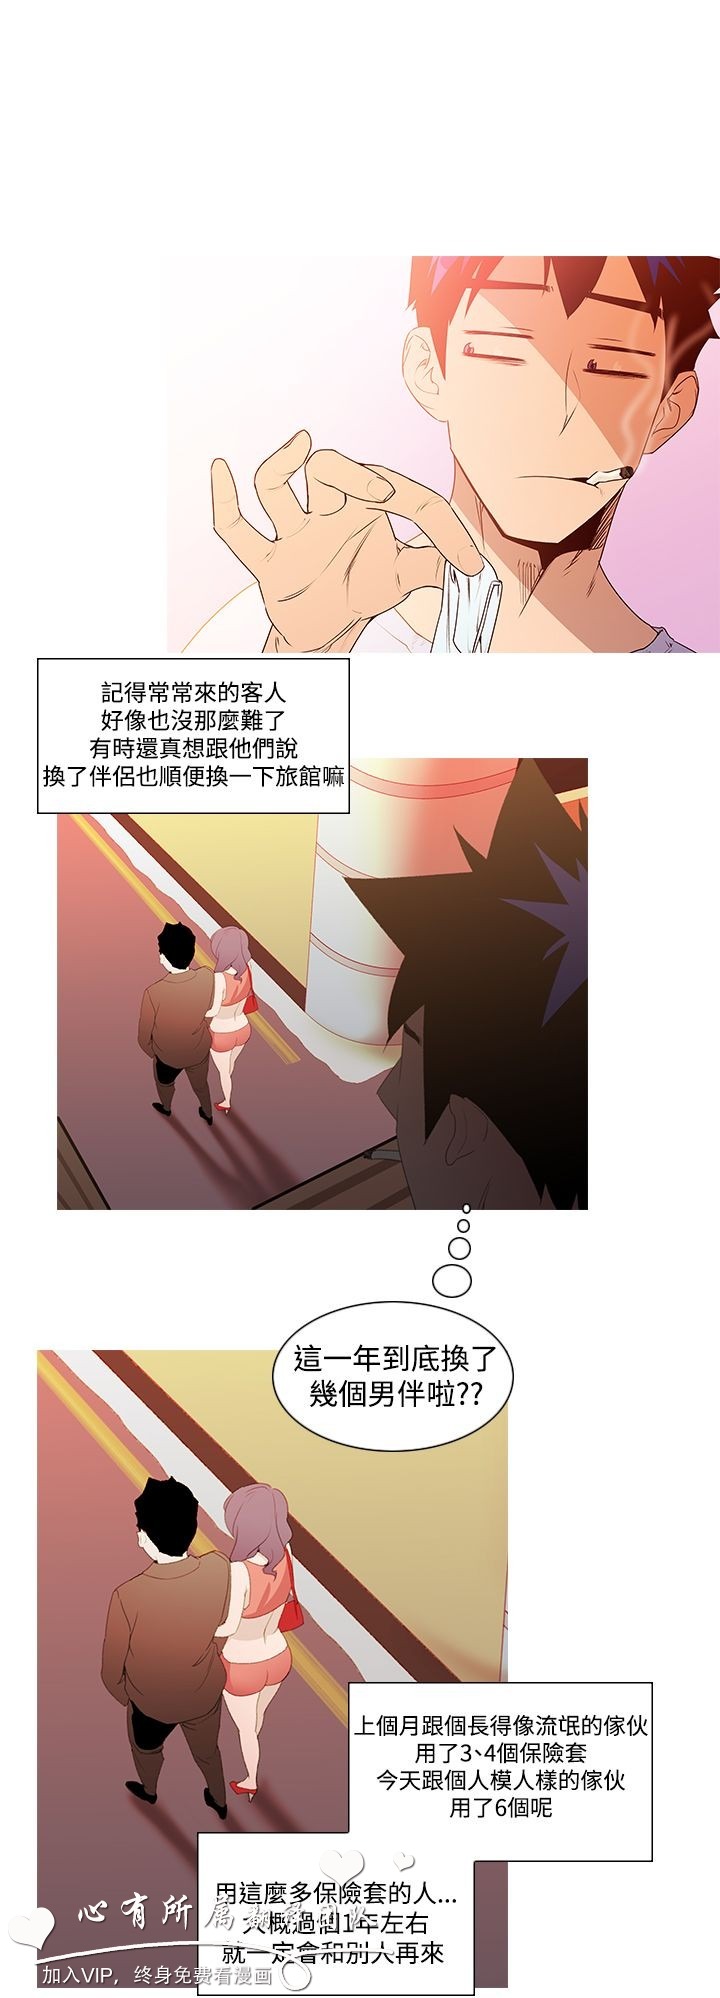 記得常常來的客人
好像也沒那麼難了
有時還真想跟他們說
換了伴侶也順便換一下旅館嘛
這一年到底換了
幾個男伴啦??
上個月跟個長得像流氓的傢伙
用了3、4個保險套
今天跟個人模人樣的傢伙
用了6個呢
用這麼多保險套的人...
大概過個1年左右
就一定會和別人再來
心有所属翻译团队
加入VIP，终身免费看漫画